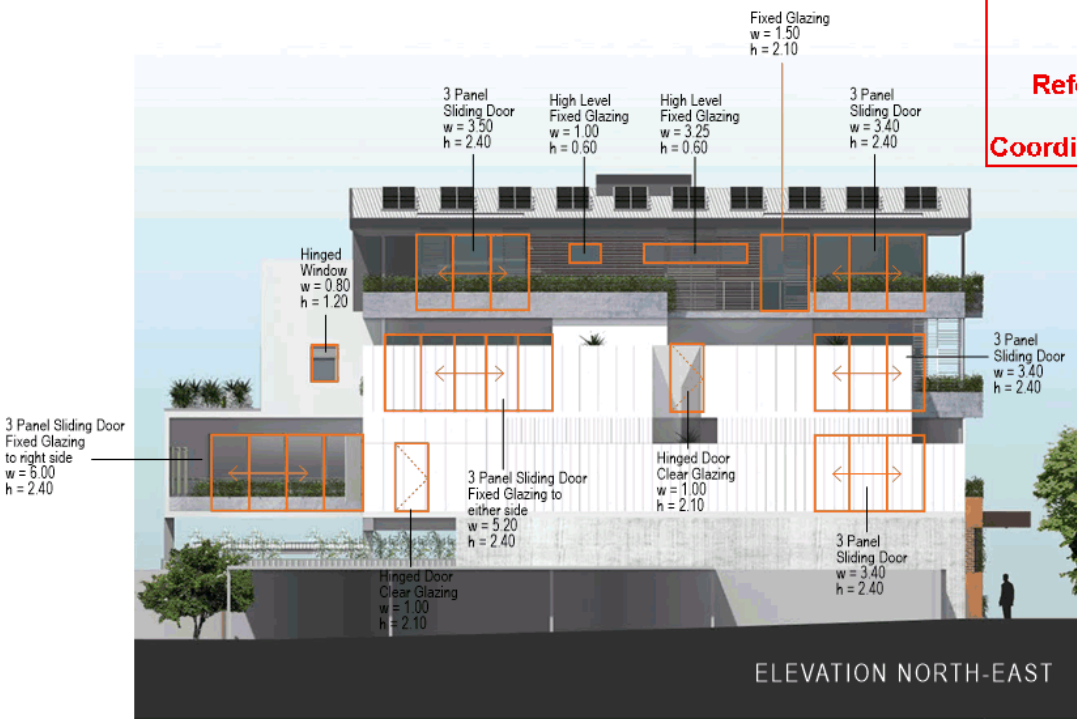 Fixed Glazing
w = 1.50
h = 2.10
Refe
Coordi
3 Panel
Sliding Door
w = 3.50
h = 2.40
High Level
Fixed Glazing
w = 1.00
h = 0.60
High Level
Fixed Glazing
w = 3.25
h = 0.60
3 Panel
Sliding Door
w = 3.40
h = 2.40
Hinged
Window
w = 0.80
h = 1.20
3 Panel
Sliding Door
w = 3.40
h = 2.40
3 Panel Sliding Door
Fixed Glazing
to right side
w = 6.00
h = 2.40
3 Panel Sliding Door
Fixed Glazing to
either side
w = 5.20
h = 2.40
Hinged Door
Clear Glazing
w = 1.00
h = 2.10
3 Panel
Sliding Door
w = 3.40
h = 2.40
Hinged Door
Clear Glazing
w = 1.00
h = 2.10
ELEVATION NORTH-EAST